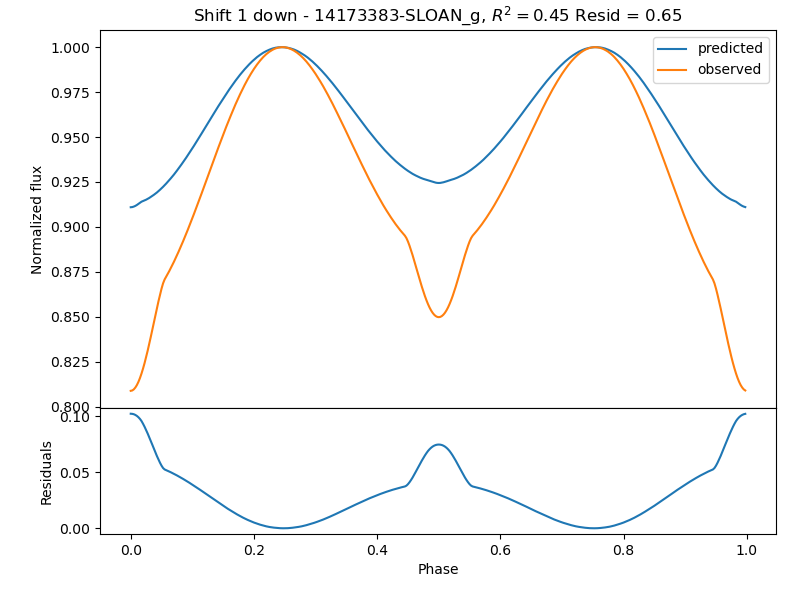 Shift 1 down - 14173383-SLOAN_g, R² = 0.45 Resid = 0.65
predicted
observed
1.000
0.975
0.950
0.925
0.900
0.875
0.850
0.825
0.800
Normalized flux
0.10
0.05
0.00
Residuals
0.0 0.2 0.4 0.6 0.8 1.0
Phase